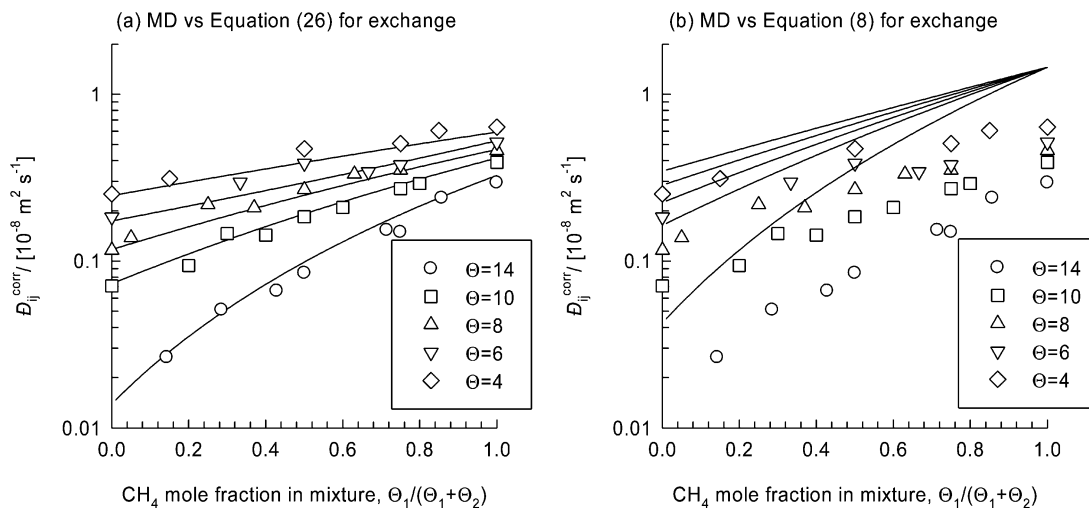 (a) MD vs Equation (26) for exchange
1
0.1
0.01
Đij^corr/ [10^-8 m^2 s^-1]
Θ=14
Θ=10
Θ=8
Θ=6
Θ=4
0.0 0.2 0.4 0.6 0.8 1.0
CH4 mole fraction in mixture, Θ1/(Θ1+Θ2)
(b) MD vs Equation (8) for exchange
1
0.1
0.01
Đij^corr/ [10^-8 m^2 s^-1]
Θ=14
Θ=10
Θ=8
Θ=6
Θ=4
0.0 0.2 0.4 0.6 0.8 1.0
CH4 mole fraction in mixture, Θ1/(Θ1+Θ2)